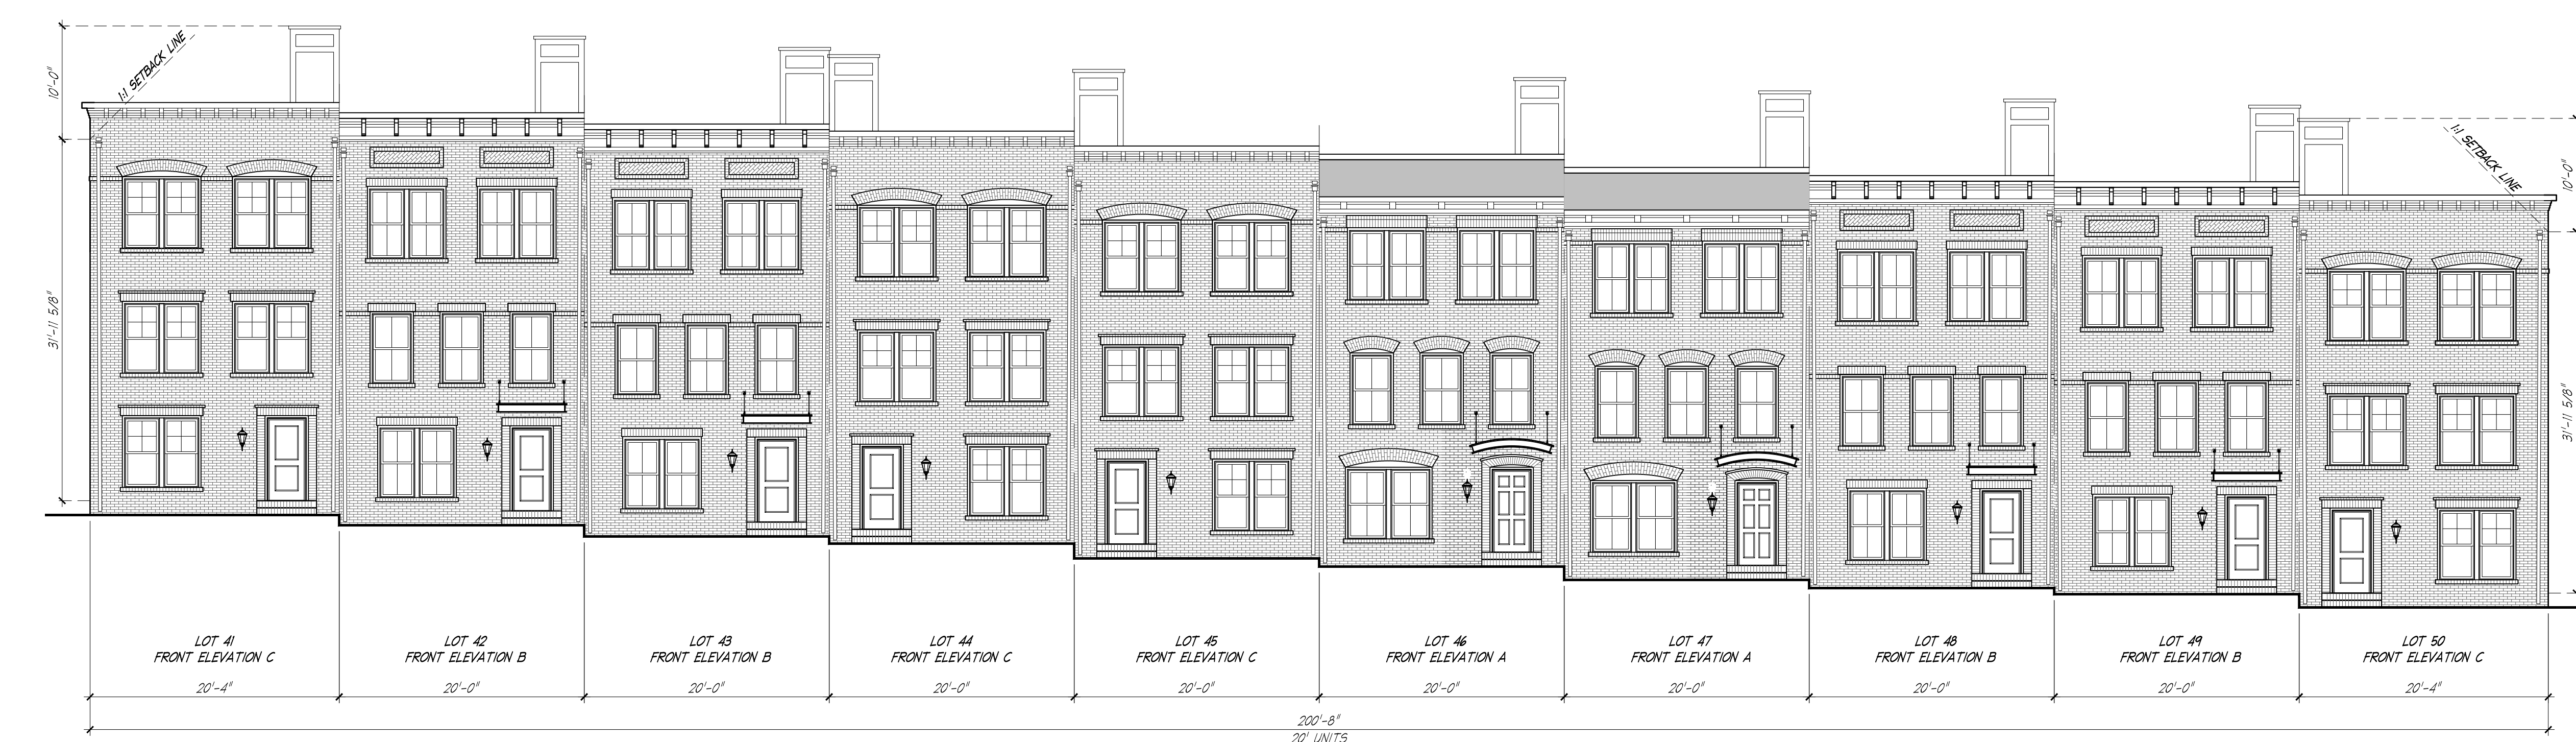 1:1 SETBACK LINE
10'-0"
31'-11 5/8"
1:1 SETBACK LINE
10'-0"
31'-11 5/8"
LOT 41
FRONT ELEVATION C
LOT 42
FRONT ELEVATION B
LOT 43
FRONT ELEVATION B
LOT 44
FRONT ELEVATION C
LOT 45
FRONT ELEVATION C
LOT 46
FRONT ELEVATION A
LOT 47
FRONT ELEVATION A
LOT 48
FRONT ELEVATION B
LOT 49
FRONT ELEVATION B
LOT 50
FRONT ELEVATION C
20'-4"
20'-0"
20'-0"
20'-0"
20'-0"
20'-0"
20'-0"
20'-0"
20'-0"
20'-4"
200'-8"
20' UNITS